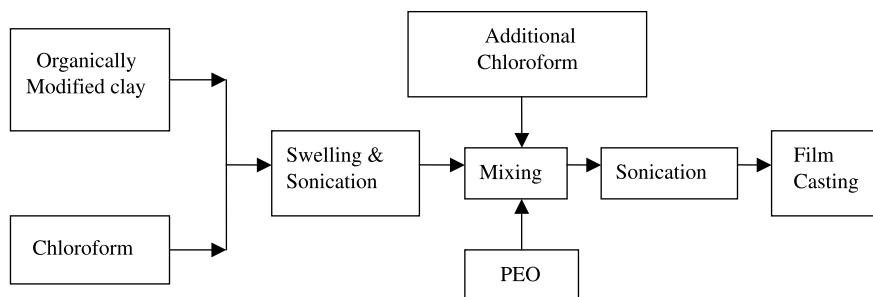 Organically
Modified clay
Chloroform
Swelling &
Sonication
Additional
Chloroform
Mixing
PEO
Sonication
Film
Casting